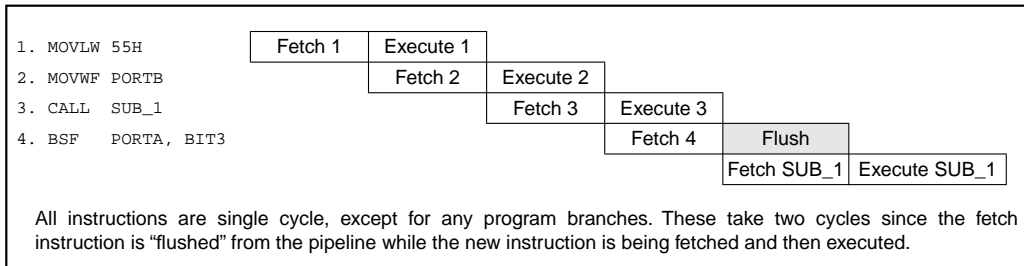 1. MOVLW 55H Fetch 1 Execute 1
2. MOVWF PORTB Fetch 2 Execute 2
3. CALL SUB_1 Fetch 3 Execute 3
4. BSF PORTA, BIT3 Fetch 4 Flush
Fetch SUB_1 Execute SUB_1
All instructions are single cycle, except for any program branches. These take two cycles since the fetch
instruction is “flushed” from the pipeline while the new instruction is being fetched and then executed.